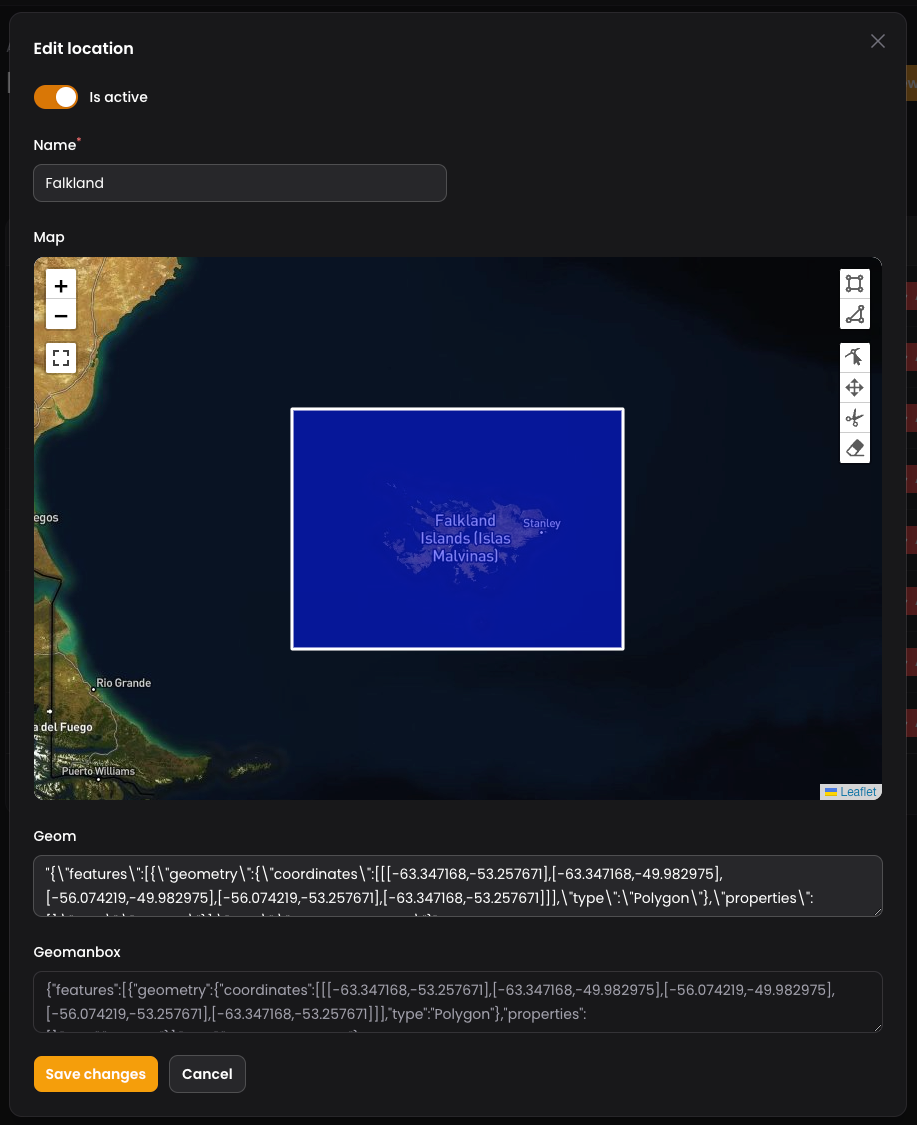 Edit location
Is active
Name*
Falkland
Map
+
−
egos
Falkland
Islands (Islas
Malvinas)
Stanley
Rio Grande
a del Fuego
Puerto Williams
Leaflet
Geom
"{\"features\":[{\"geometry\":{\"coordinates\":[[[-63.347168,-53.257671],[-63.347168,-49.982975],
[-56.074219,-49.982975],[-56.074219,-53.257671],[-63.347168,-53.257671]]],\"type\":\"Polygon\"},\"properties\":
Geomanbox
{"features":[{"geometry":{"coordinates":[[[-63.347168,-53.257671],[-63.347168,-49.982975],[-56.074219,-49.982975],
[-56.074219,-53.257671],[-63.347168,-53.257671]]],"type":"Polygon"},"properties":
Save changes
Cancel